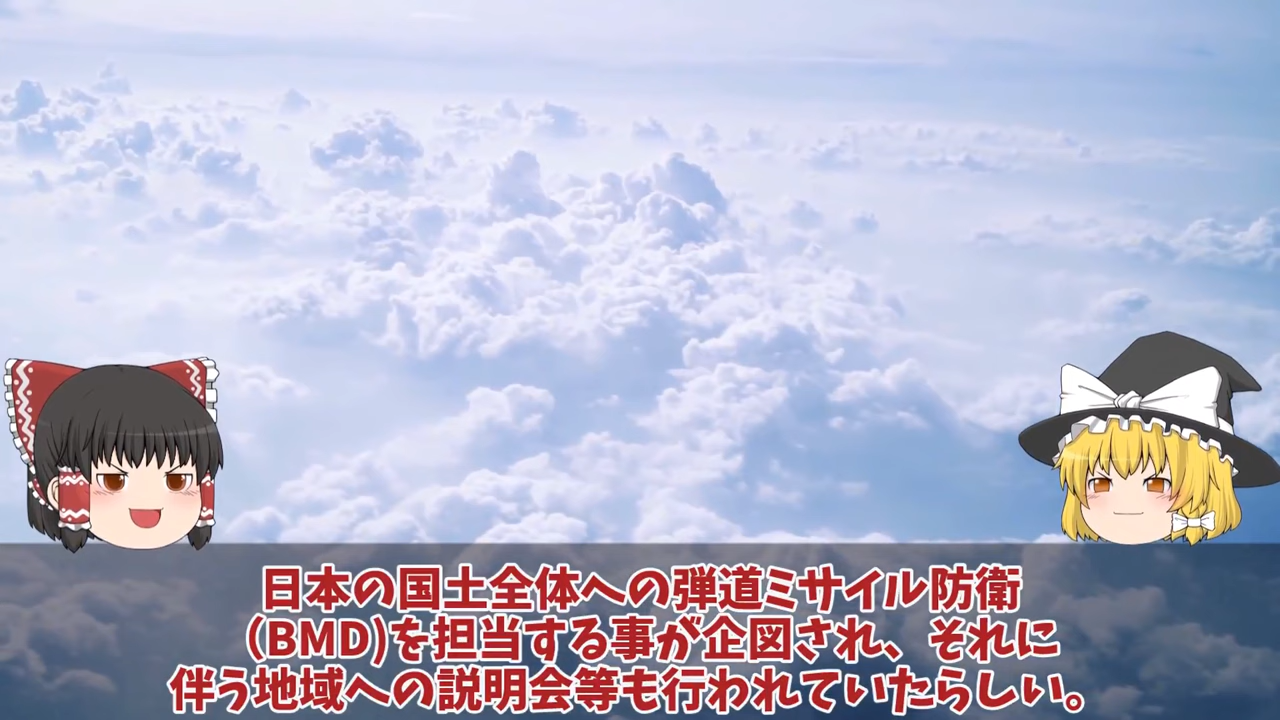 日本の国土全体への弾道ミサイル防衛
(BMD)を担当する事が企図され、それに
伴う地域への説明会等も行われていたらしい。